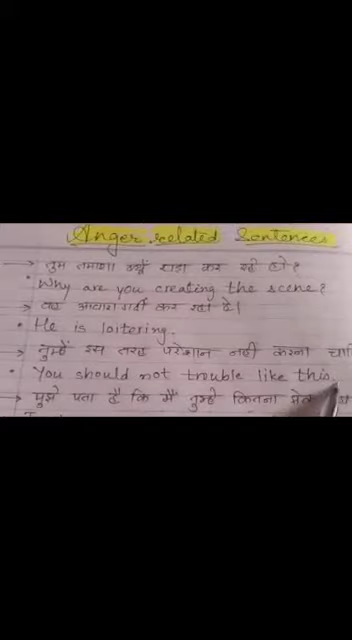 Anger related Sentences
→ तुम तमाशा क्यों खड़ा कर रहे हो?
• Why are you creating the scene?
→ वह आवारागर्दी कर रहा है।
• He is loitering.
→ तुम्हें इस तरह परेशान नहीं करना
• You should not trouble like this.
→ मुझे पता है कि मैं तुम्हे कितना